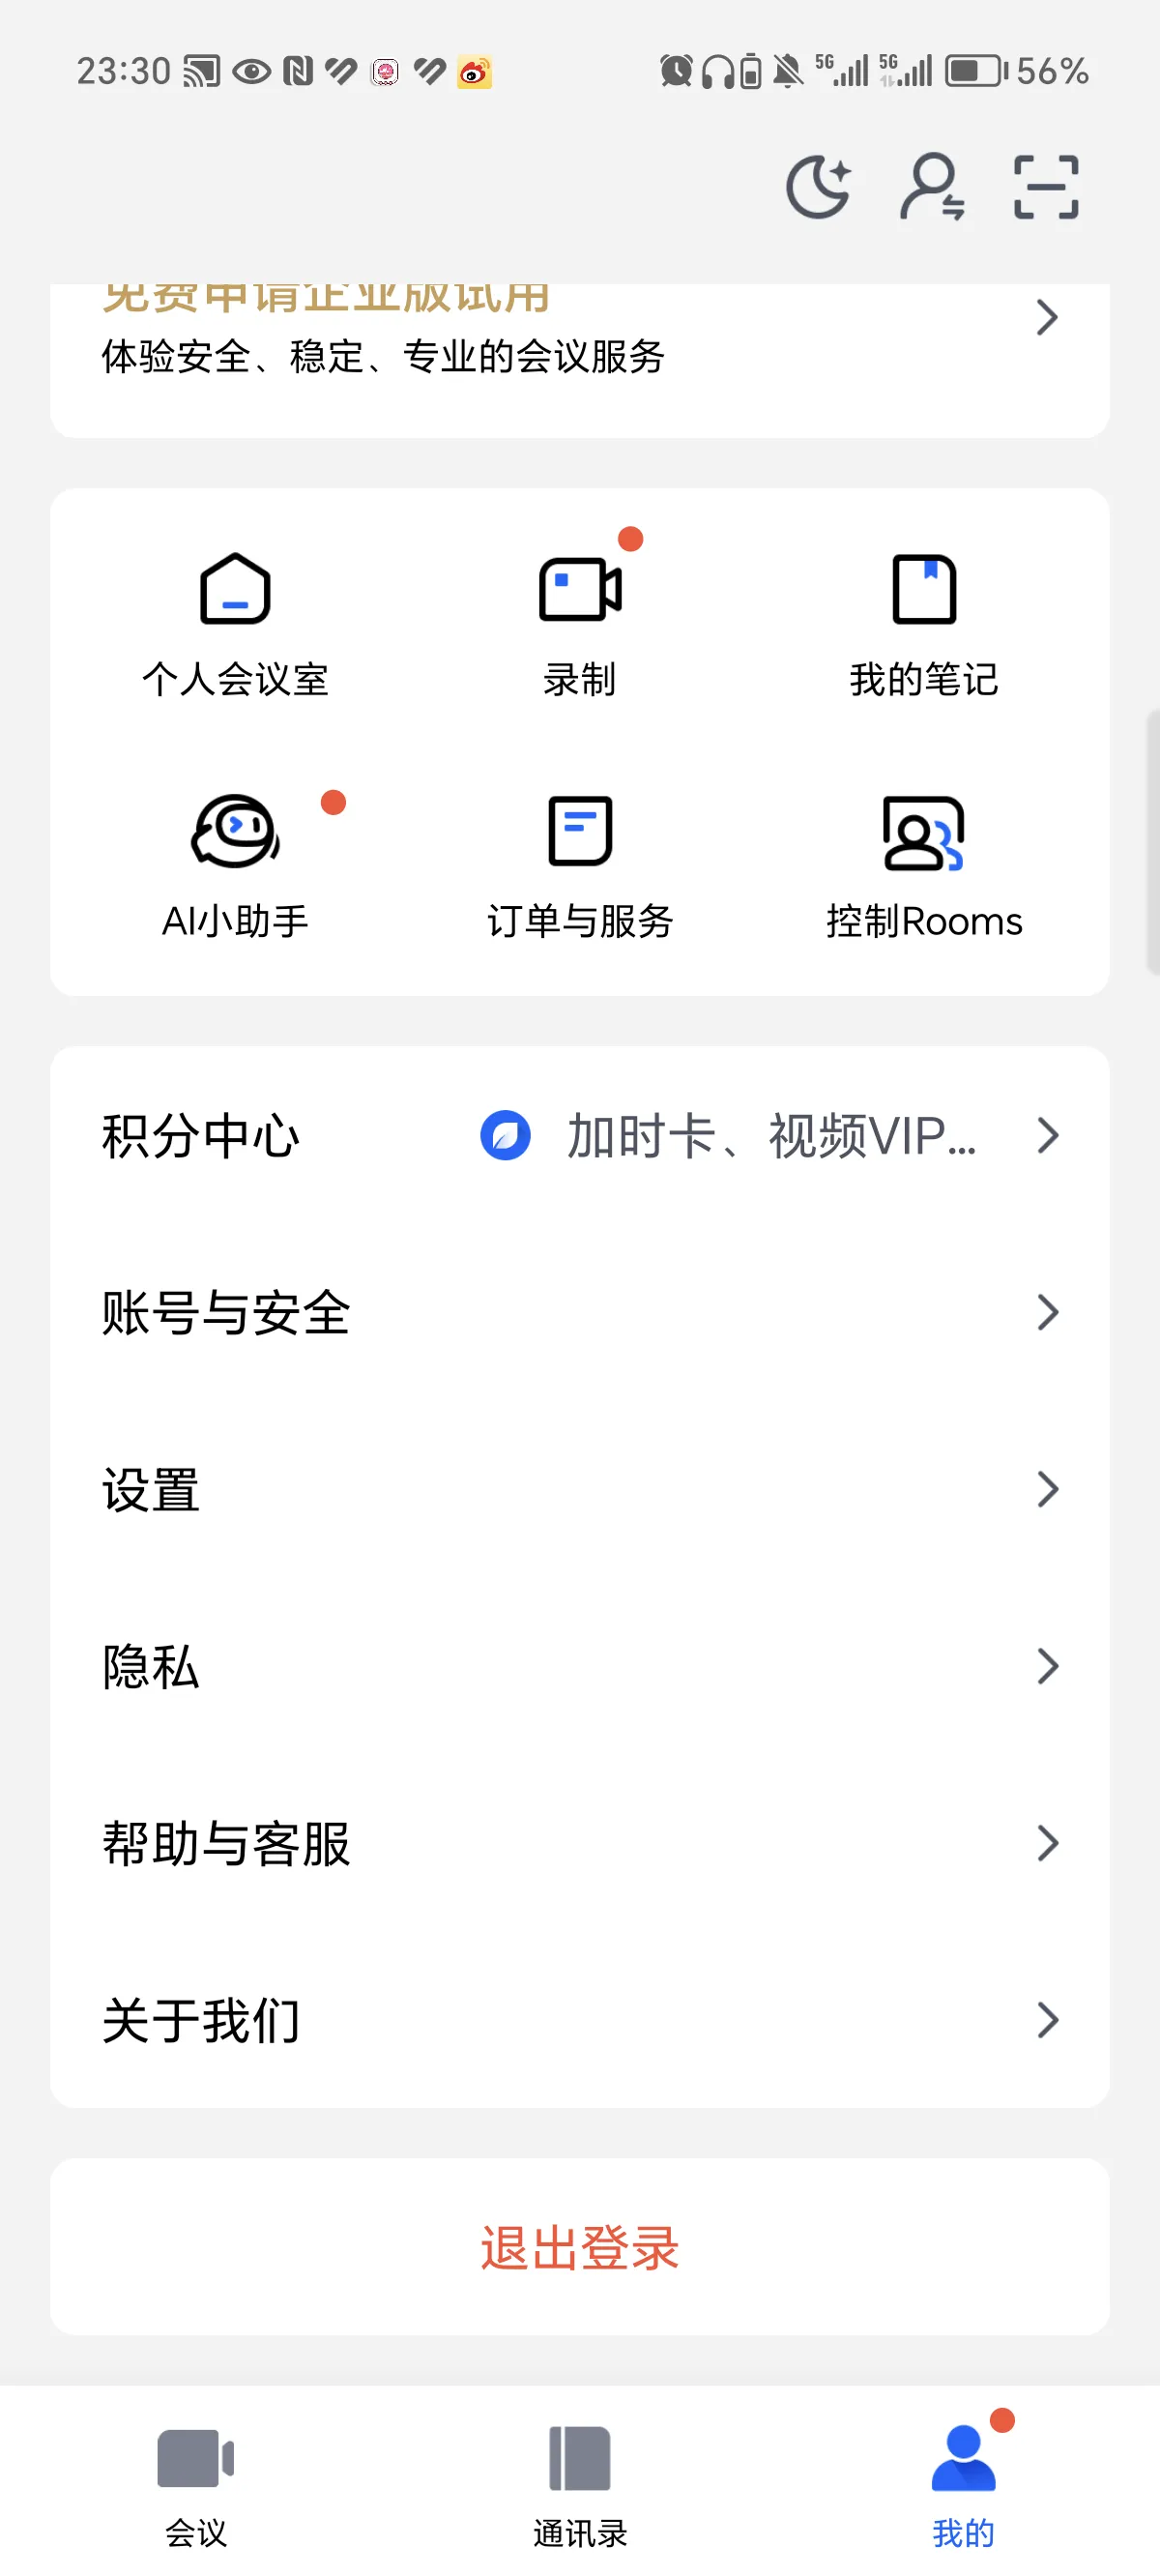 23:30
5G
5G
56%
免费申请企业版试用
体验安全、稳定、专业的会议服务
个人会议室
录制
我的笔记
AI小助手
订单与服务
控制Rooms
积分中心
加时卡、视频VIP...
账号与安全
设置
隐私
帮助与客服
关于我们
退出登录
会议
通讯录
我的